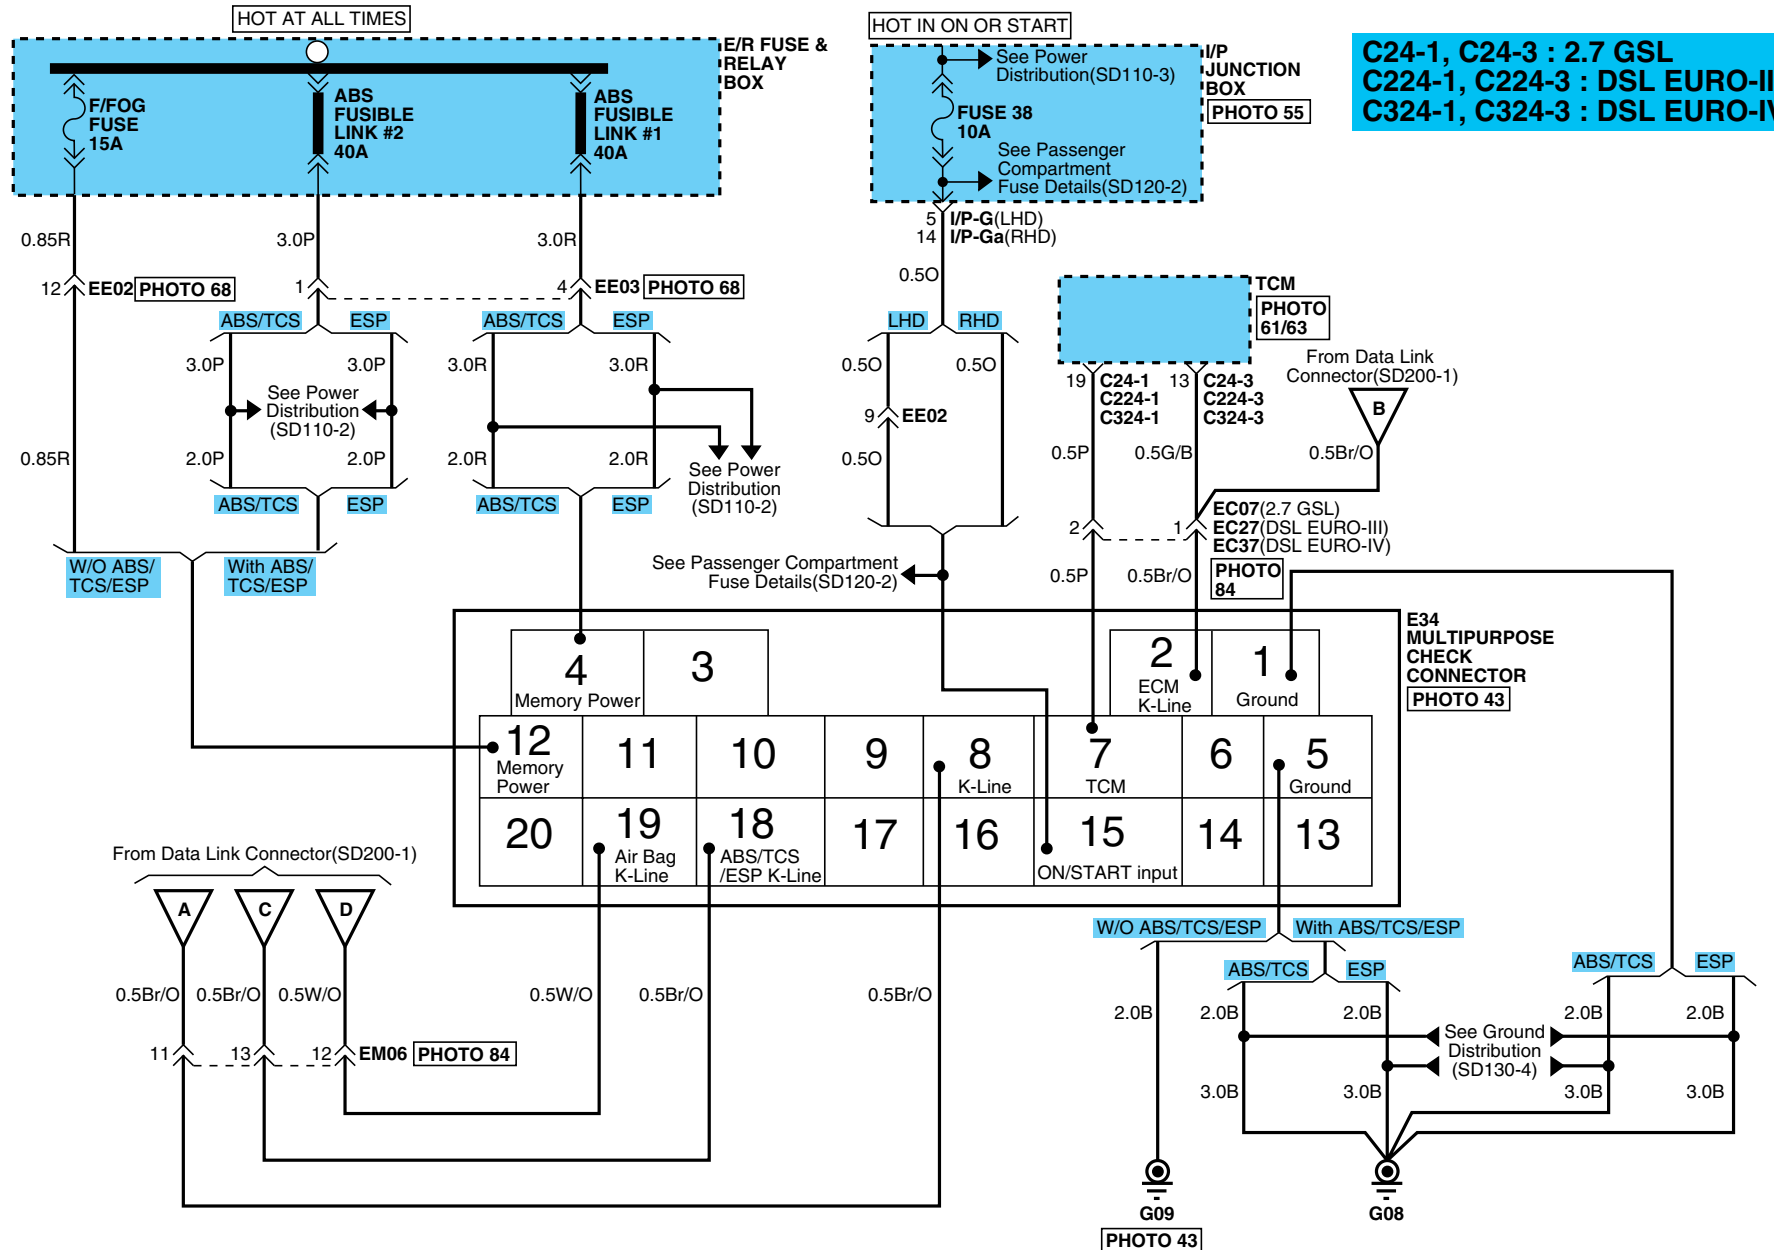 HOT AT ALL TIMES
E/R FUSE &
RELAY
BOX
F/FOG
FUSE
15A
ABS
FUSIBLE
LINK #2
40A
ABS
FUSIBLE
LINK #1
40A
HOT IN ON OR START
See Power
Distribution(SD110-3)
FUSE 38
10A
See Passenger
Compartment
Fuse Details(SD120-2)
I/P
JUNCTION
BOX
PHOTO 55
C24-1, C24-3 : 2.7 GSL
C224-1, C224-3 : DSL EURO-III
C324-1, C324-3 : DSL EURO-IV
0.85R
3.0P
3.0R
5 I/P-G(LHD)
14 I/P-Ga(RHD)
0.5O
12 EE02 PHOTO 68
1
4 EE03 PHOTO 68
ABS/TCS
ESP
ABS/TCS
ESP
LHD
RHD
TCM
PHOTO
61/63
3.0P
3.0P
3.0R
3.0R
0.5O
0.5O
See Power
Distribution
(SD110-2)
19 C24-1
C224-1
C324-1
13 C24-3
C224-3
C324-3
From Data Link
Connector(SD200-1)
B
9 EE02
0.85R
2.0P
2.0P
2.0R
2.0R
0.5O
0.5P
0.5G/B
0.5Br/O
See Power
Distribution
(SD110-2)
ABS/TCS
ESP
ABS/TCS
ESP
2
1
EC07(2.7 GSL)
EC27(DSL EURO-III)
EC37(DSL EURO-IV)
PHOTO
84
W/O ABS/
TCS/ESP
With ABS/
TCS/ESP
See Passenger Compartment
Fuse Details(SD120-2)
0.5P
0.5Br/O
E34
MULTIPURPOSE
CHECK
CONNECTOR
PHOTO 43
4
Memory Power
3
2
ECM
K-Line
1
Ground
12
Memory
Power
11
10
9
8
K-Line
7
TCM
6
5
Ground
20
19
Air Bag
K-Line
18
ABS/TCS
/ESP K-Line
17
16
15
ON/START input
14
13
From Data Link Connector(SD200-1)
A
C
D
0.5Br/O
0.5Br/O
0.5W/O
0.5W/O
0.5Br/O
0.5Br/O
11
13
12 EM06 PHOTO 84
W/O ABS/TCS/ESP
With ABS/TCS/ESP
ABS/TCS
ESP
ABS/TCS
ESP
2.0B
2.0B
2.0B
2.0B
2.0B
See Ground
Distribution
(SD130-4)
3.0B
3.0B
3.0B
3.0B
G09
PHOTO 43
G08